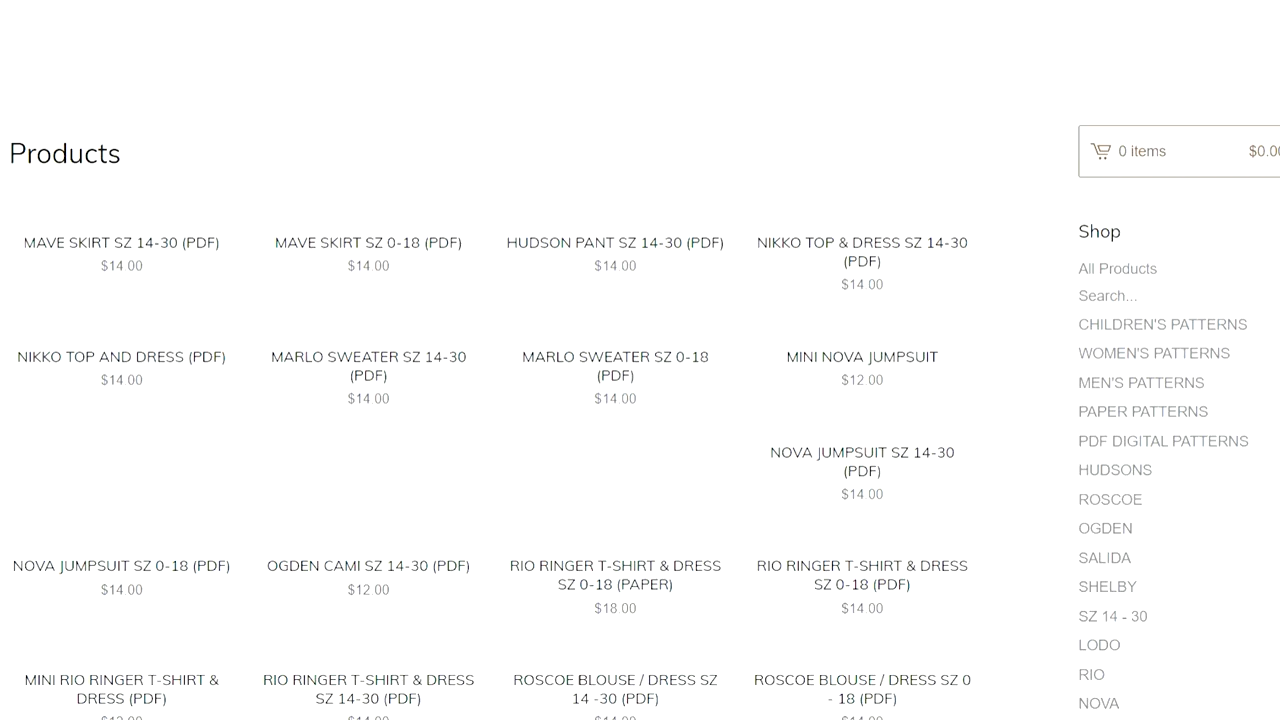 Products
0 items
$0.00
MAVE SKIRT SZ 14-30 (PDF)
$14.00
MAVE SKIRT SZ 0-18 (PDF)
$14.00
HUDSON PANT SZ 14-30 (PDF)
$14.00
NIKKO TOP & DRESS SZ 14-30
(PDF)
$14.00
NIKKO TOP AND DRESS (PDF)
$14.00
MARLO SWEATER SZ 14-30
(PDF)
$14.00
MARLO SWEATER SZ 0-18
(PDF)
$14.00
MINI NOVA JUMPSUIT
$12.00
NOVA JUMPSUIT SZ 14-30
(PDF)
$14.00
NOVA JUMPSUIT SZ 0-18 (PDF)
$14.00
OGDEN CAMI SZ 14-30 (PDF)
$12.00
RIO RINGER T-SHIRT & DRESS
SZ 0-18 (PAPER)
$18.00
RIO RINGER T-SHIRT & DRESS
SZ 0-18 (PDF)
$14.00
MINI RIO RINGER T-SHIRT &
DRESS (PDF)
RIO RINGER T-SHIRT & DRESS
SZ 14-30 (PDF)
ROSCOE BLOUSE / DRESS SZ
14 -30 (PDF)
ROSCOE BLOUSE / DRESS SZ 0
- 18 (PDF)
Shop
All Products
Search...
CHILDREN'S PATTERNS
WOMEN'S PATTERNS
MEN'S PATTERNS
PAPER PATTERNS
PDF DIGITAL PATTERNS
HUDSONS
ROSCOE
OGDEN
SALIDA
SHELBY
SZ 14 - 30
LODO
RIO
NOVA